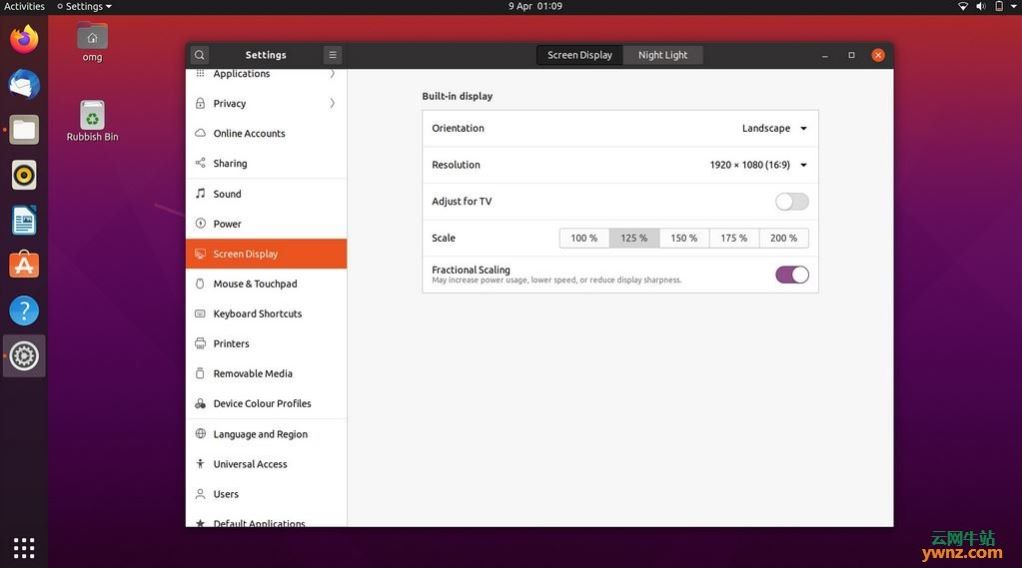 Activities
Settings
9 Apr 01:09
omg
Rubbish Bin
Settings
Screen Display
Night Light
Applications
Privacy
Online Accounts
Sharing
Sound
Power
Screen Display
Mouse & Touchpad
Keyboard Shortcuts
Printers
Removable Media
Device Colour Profiles
Language and Region
Universal Access
Users
Default Applications
Built-in display
Orientation
Landscape
Resolution
1920 × 1080 (16:9)
Adjust for TV
Scale
100 %
125 %
150 %
175 %
200 %
Fractional Scaling
May increase power usage, lower speed, or reduce display sharpness.
云网牛站
ywnz.com